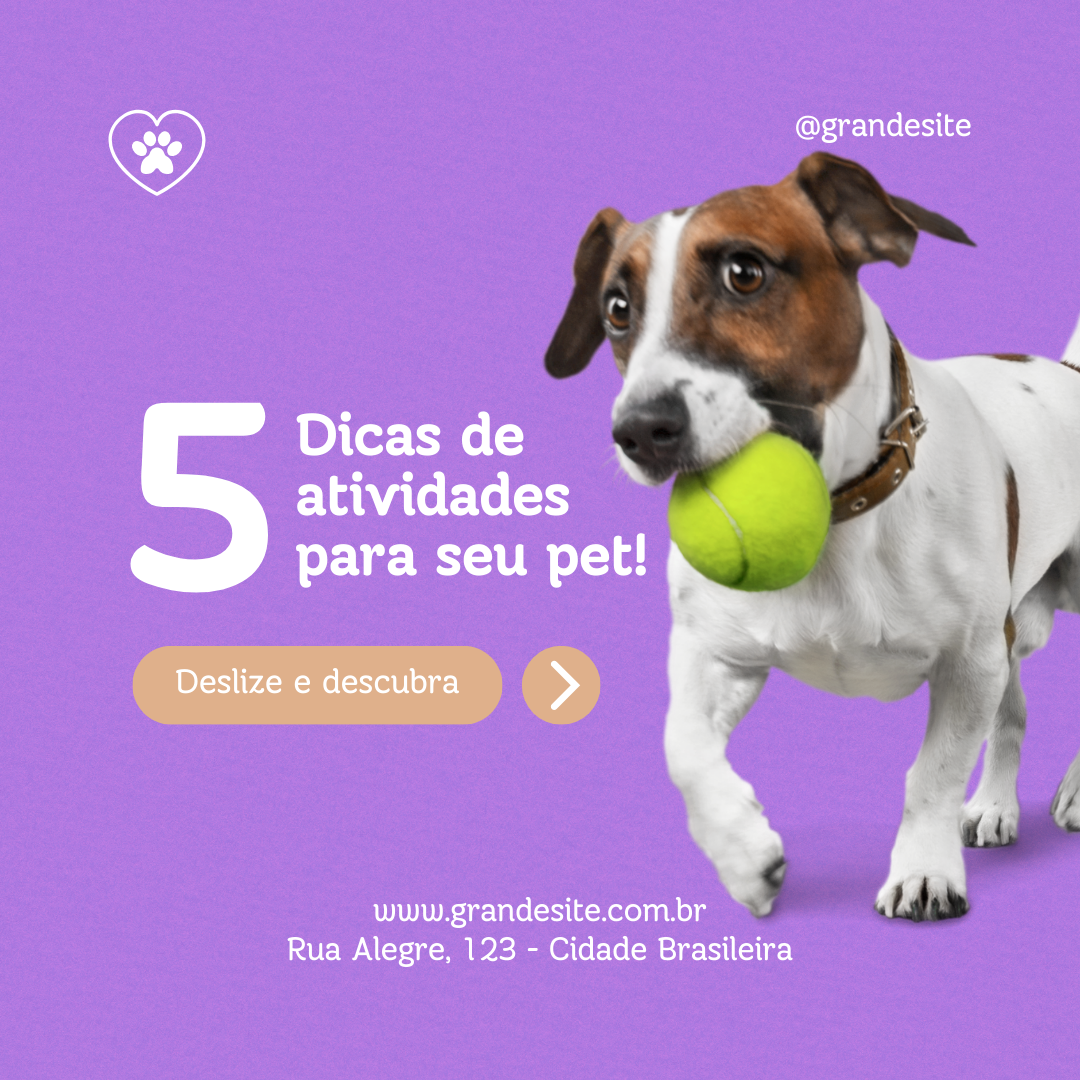 @grandesite
5 Dicas de
atividades
para seu pet!
Deslize e descubra
www.grandesite.com.br
Rua Alegre, 123 - Cidade Brasileira